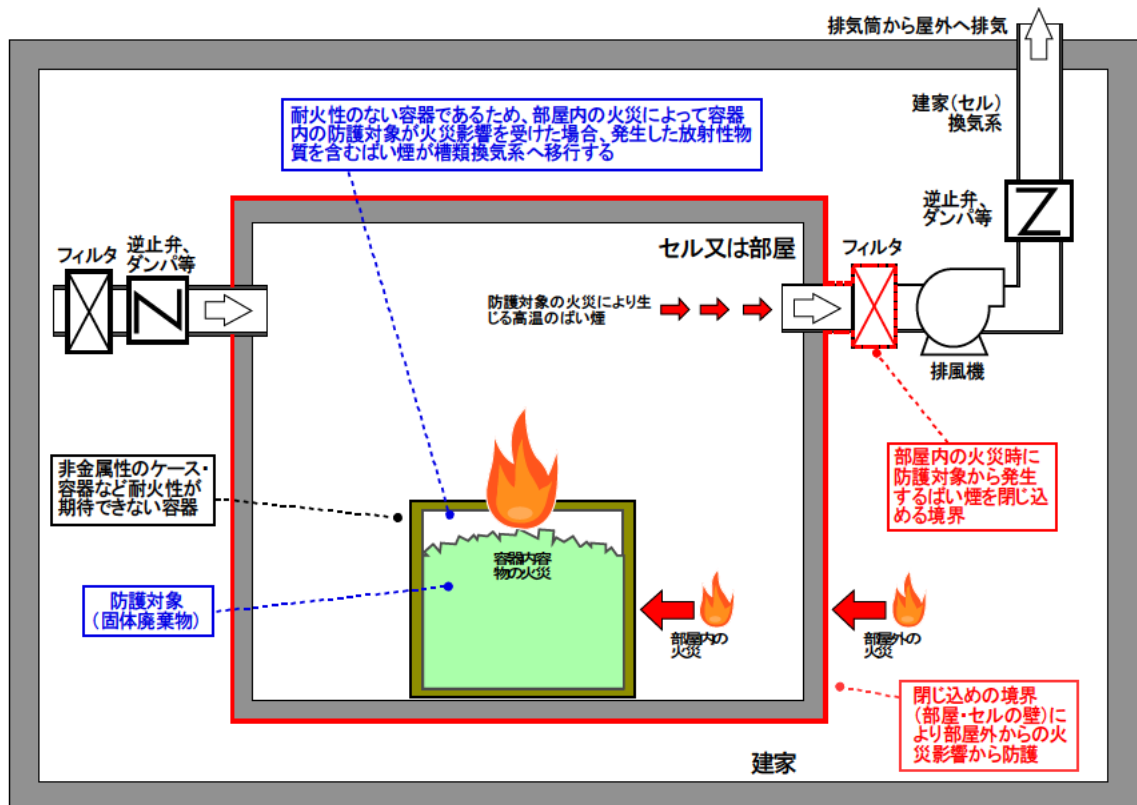 排気筒から屋外へ排気
建家（セル）
換気系
逆止弁、
ダンパ等
耐火性のない容器であるため、部屋内の火災によって容器
内の防護対象が火災影響を受けた場合、発生した放射性物
質を含むばい煙が槽類換気系へ移行する
フィルタ
逆止弁、
ダンパ等
セル又は部屋
フィルタ
防護対象の火災により生
じる高温のばい煙
排風機
非金属性のケース・
容器など耐火性が
期待できない容器
部屋内の火災時に
防護対象から発生
するばい煙を閉じ込
める境界
容器内容
物の火災
防護対象
（固体廃棄物）
部屋内の
火災
部屋外の
火災
閉じ込めの境界
（部屋・セルの壁）に
より部屋外からの火
災影響から防護
建家